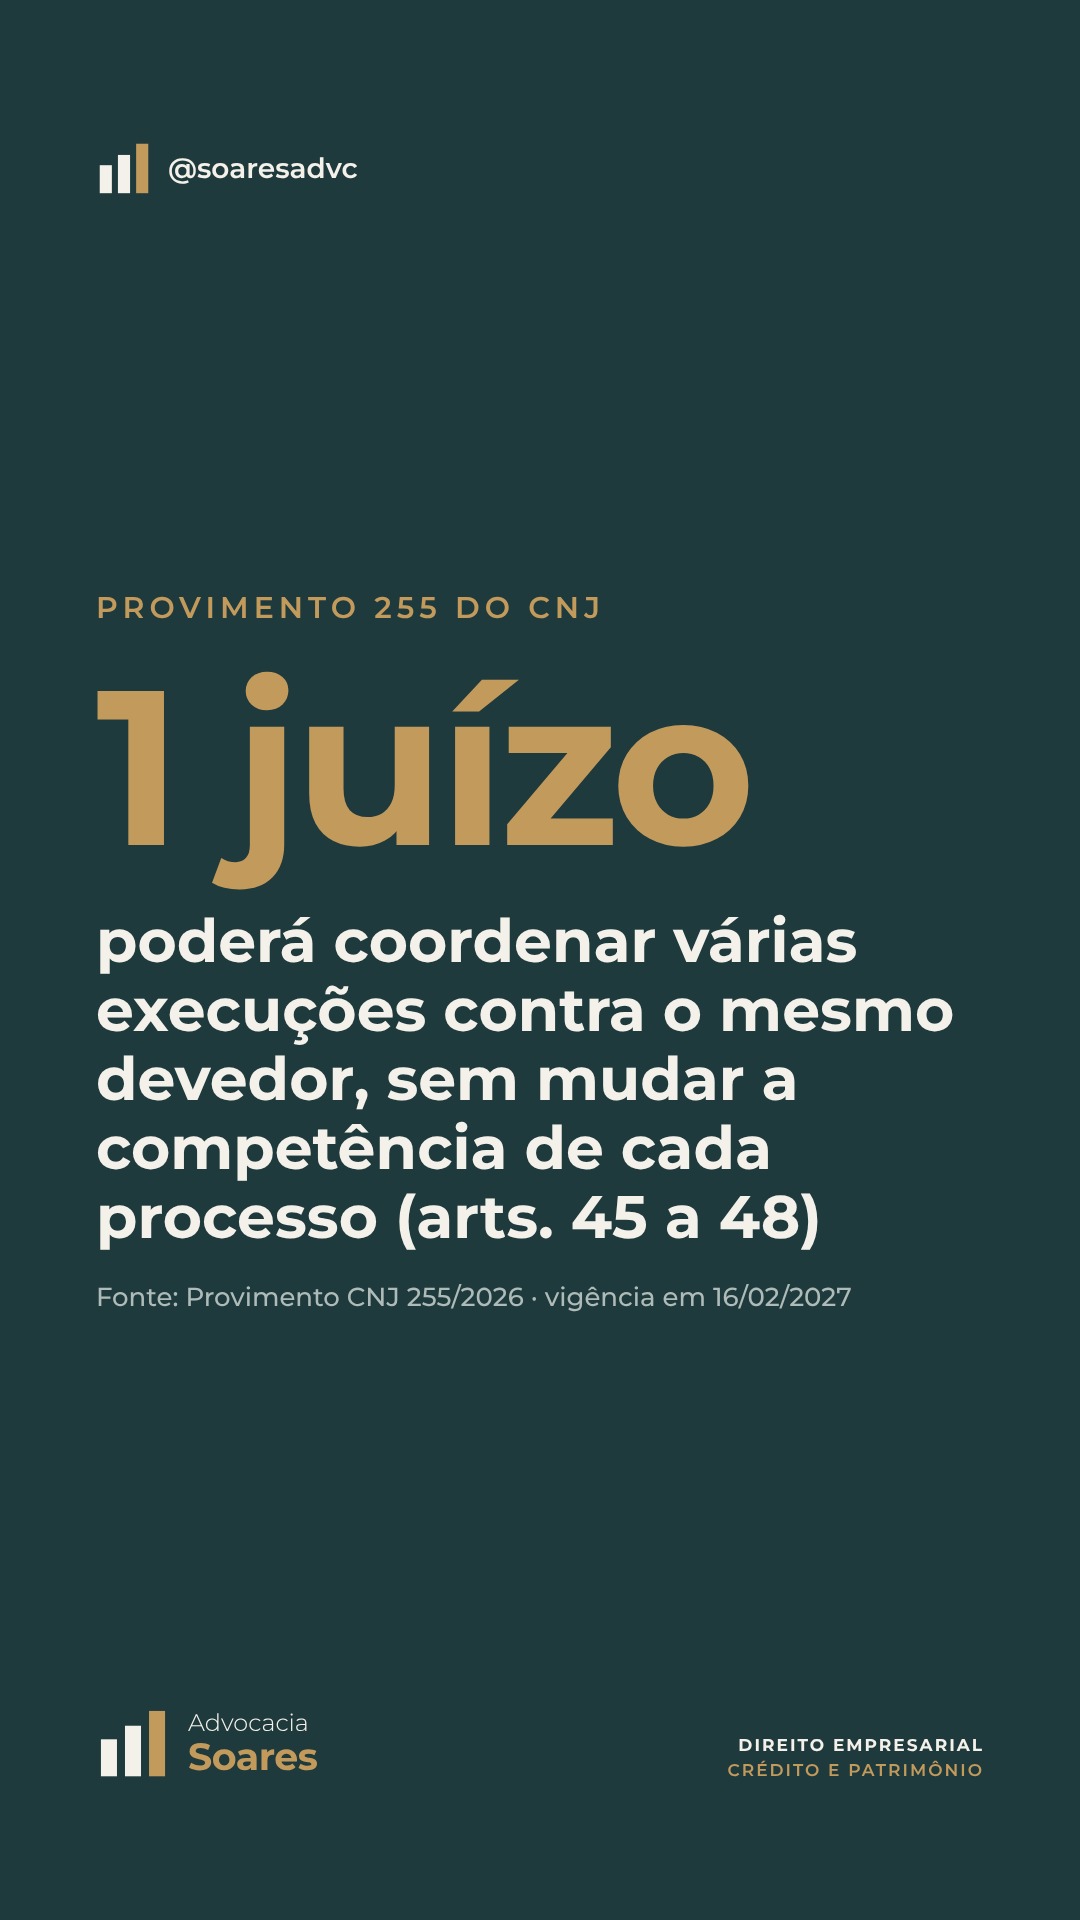 @soaresadvc
PROVIMENTO 255 DO CNJ
1 juízo
poderá coordenar várias
execuções contra o mesmo
devedor, sem mudar a
competência de cada
processo (arts. 45 a 48)
Fonte: Provimento CNJ 255/2026 · vigência em 16/02/2027
Advocacia
Soares
DIREITO EMPRESARIAL
CRÉDITO E PATRIMÔNIO